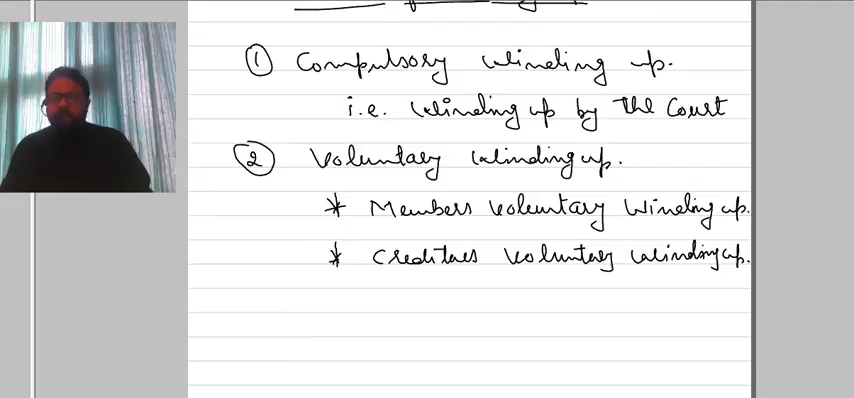 ① Compulsory winding up.
i.e. winding up by the Court
② Voluntary winding up.
* Members Voluntary Winding up.
* Creditors Voluntary winding up.